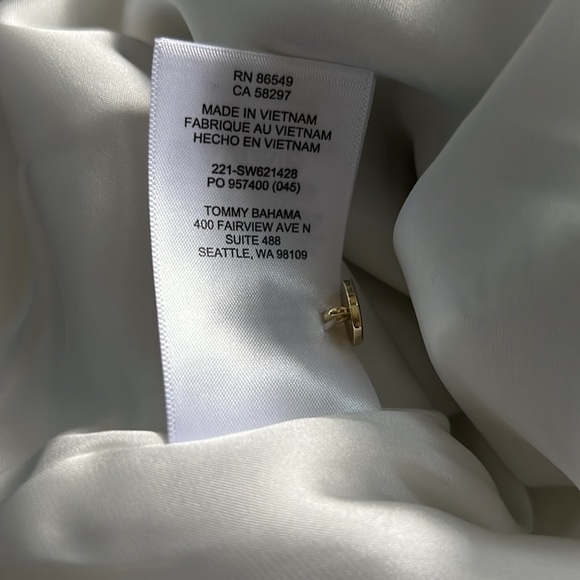 RN 86549
CA 58297
MADE IN VIETNAM
FABRIQUE AU VIETNAM
HECHO EN VIETNAM
221-SW621428
PO 957400 (045)
TOMMY BAHAMA
400 FAIRVIEW AVE N
SUITE 488
SEATTLE, WA 98109